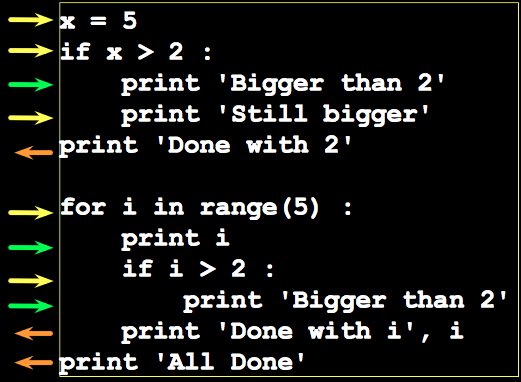 x = 5
if x > 2 :
    print 'Bigger than 2'
    print 'Still bigger'
print 'Done with 2'

for i in range(5) :
    print i
    if i > 2 :
        print 'Bigger than 2'
    print 'Done with i', i
print 'All Done'